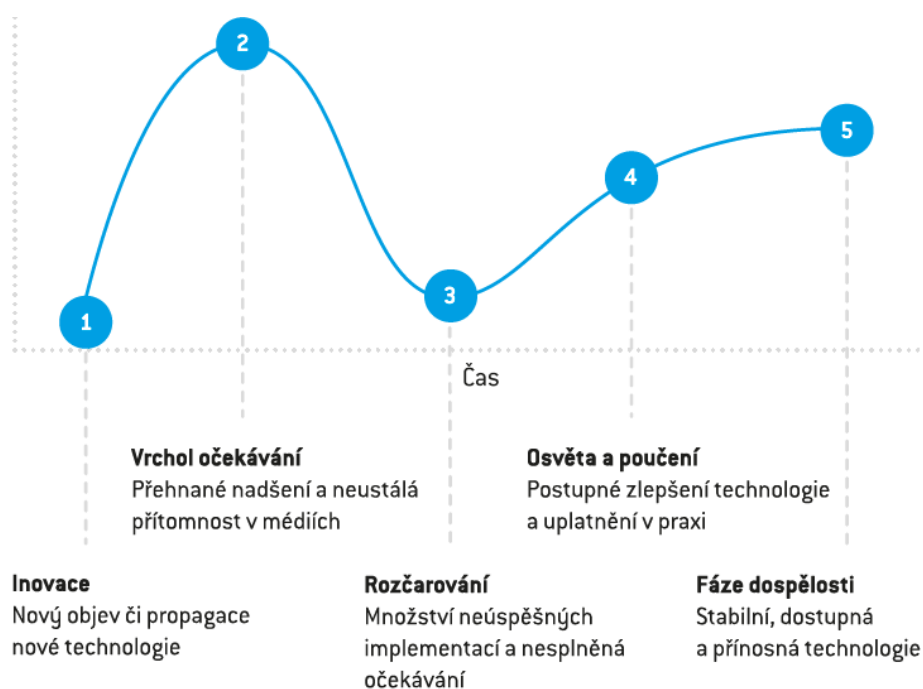 2
5
4
3
1
Čas
Vrchol očekávání
Přehnané nadšení a neustálá
přítomnost v médiích
Osvěta a poučení
Postupné zlepšení technologie
a uplatnění v praxi
Inovace
Nový objev či propagace
nové technologie
Rozčarování
Množství neúspěšných
implementací a nesplněná
očekávání
Fáze dospělosti
Stabilní, dostupná
a přínosná technologie